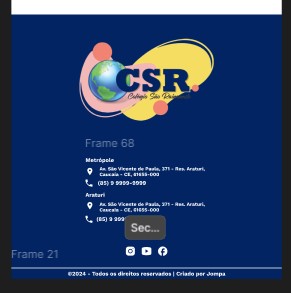 CSR
Colégio São Raimundo
Frame 68
Metrópole
Av. São Vicente de Paula, 371 - Res. Araturi,
Caucaia - CE, 61655-000
(85) 9 9999-9999
Araturi
Av. São Vicente de Paula, 371 - Res. Araturi,
Caucaia - CE, 61655-000
(85) 9 999
Sec...
Frame 21
©2024 - Todos os direitos reservados | Criado por Jompa